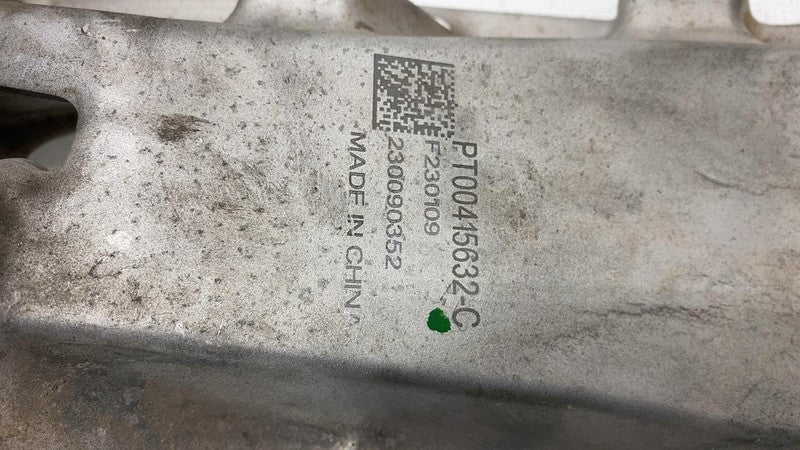 PT00415632-C
F230109
230090352
MADE IN CHINA